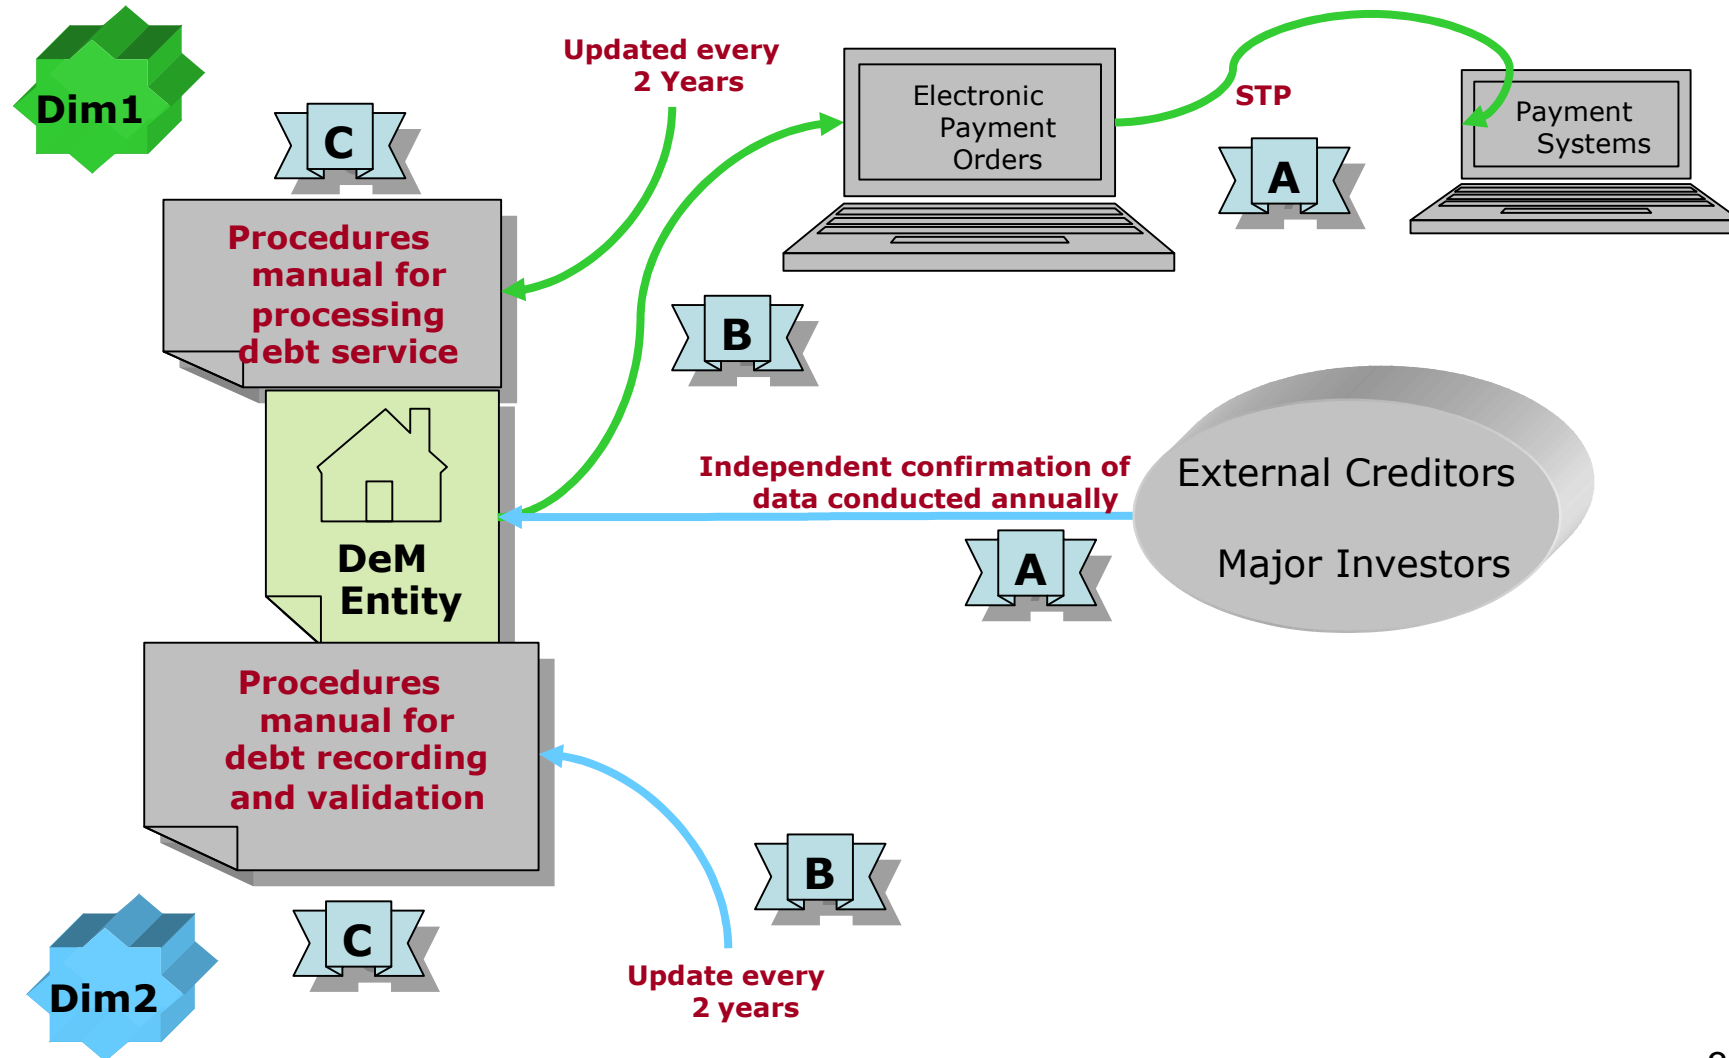 Dim1
Updated every
2 Years
C
Electronic
Payment
Orders
STP
A
Payment
Systems
Procedures
manual for
processing
debt service
B
Independent confirmation of
data conducted annually
A
External Creditors
Major Investors
DeM
Entity
Procedures
manual for
debt recording
and validation
B
C
Update every
2 years
Dim2